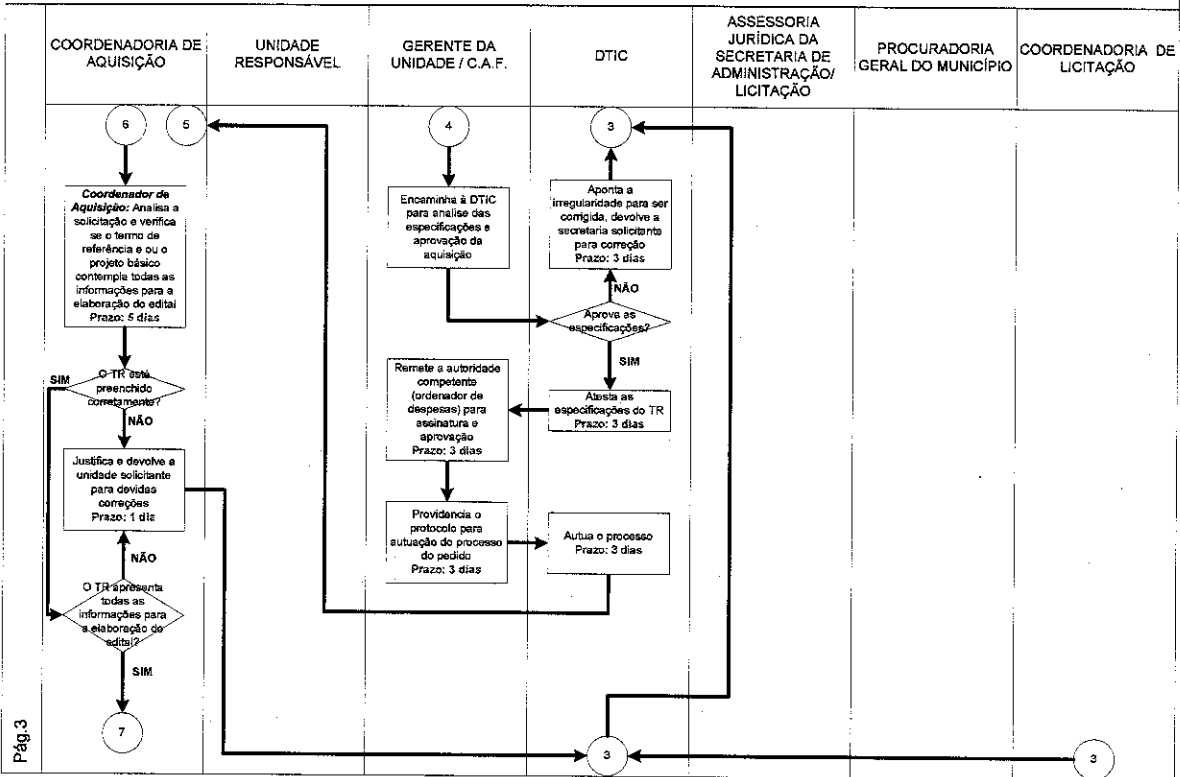 COORDENADORIA DE
AQUISIÇÃO
UNIDADE
RESPONSÁVEL
GERENTE DA
UNIDADE / C.A.F.
DTIC
ASSESSORIA
JURÍDICA DA
SECRETARIA DE
ADMINISTRAÇÃO/
LICITAÇÃO
PROCURADORIA
GERAL DO MUNICÍPIO
COORDENADORIA DE
LICITAÇÃO
6
5
4
3
Coordenador de
Aquisição: Analisa a
solicitação e verifica
se o termo de
referência e ou o
projeto básico
contempla todas as
informações para a
elaboração do edital
Prazo: 5 dias
Encaminha à DTIC
para analise das
especificações e
aprovação da
aquisição
Aponta a
irregularidade para ser
corrigida, devolve a
secretaria solicitante
para correção
Prazo: 3 dias
NÃO
Aprova as
especificações?
SIM
Atesta as
especificações do TR
Prazo: 3 dias
Remete a autoridade
competente
(ordenador de
despesas) para
assinatura e
aprovação
Prazo: 3 dias
SIM
O TR está
preenchido
corretamente?
NÃO
Justifica e devolve a
unidade solicitante
para devidas
correções
Prazo: 1 dia
Providencia o
protocolo para
autuação do processo
do pedido
Prazo: 3 dias
Autua o processo
Prazo: 3 dias
NÃO
O TR apresenta
todas as
informações para
a elaboração do
edital?
SIM
7
3
3
Pág.3